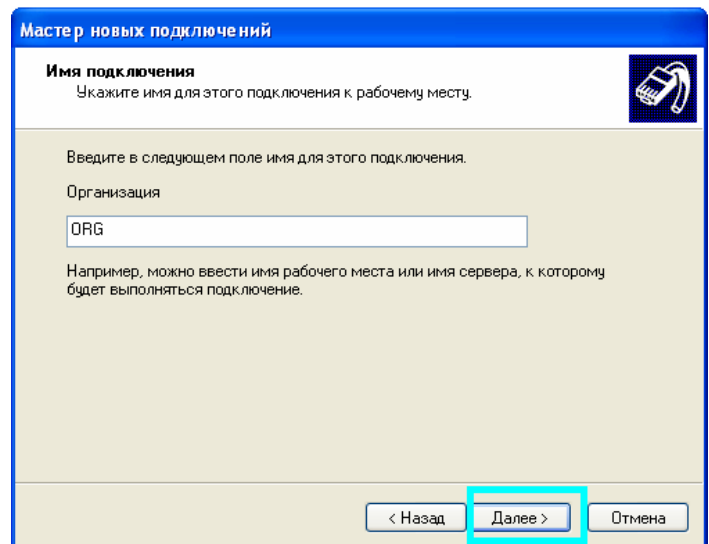 Мастер новых подключений
Имя подключения
Укажите имя для этого подключения к рабочему месту.
Введите в следующем поле имя для этого подключения.
Организация
ORG
Например, можно ввести имя рабочего места или имя сервера, к которому
будет выполняться подключение.
< Назад
Далее >
Отмена